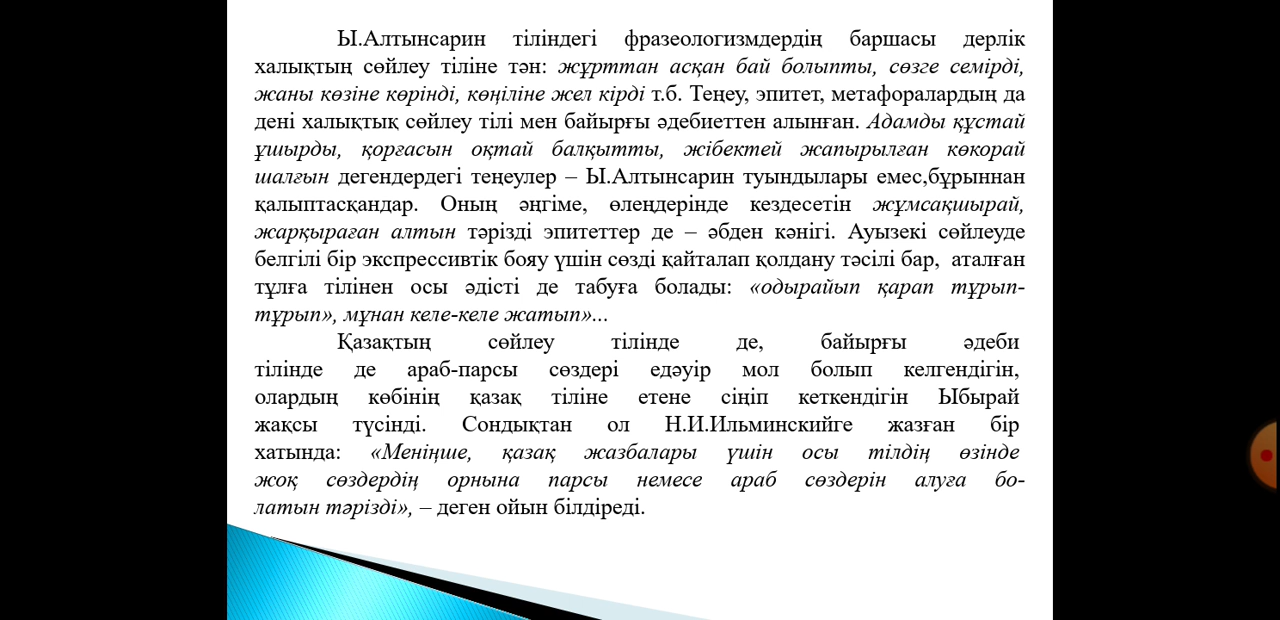 Ы.Алтынсарин тіліндегі фразеологизмдердің баршасы дерлік
халықтың сөйлеу тіліне тән: жұрттан асқан бай болыпты, сөзге семірді,
жаны көзіне көрінді, көңіліне жел кірді т.б. Теңеу, эпитет, метафоралардың да
дені халықтық сөйлеу тілі мен байырғы әдебиеттен алынған. Адамды құстай
ұшырды, қорғасын оқтай балқытты, жібектей жапырылған көкорай
шалғын дегендердегі теңеулер – Ы.Алтынсарин туындылары емес,бұрыннан
қалыптасқандар. Оның әңгіме, өлеңдерінде кездесетін жұмсақшырай,
жарқыраған алтын тәрізді эпитеттер де – әбден кәнігі. Ауызекі сөйлеуде
белгілі бір экспрессивтік бояу үшін сөзді қайталап қолдану тәсілі бар, аталған
тұлға тілінен осы әдісті де табуға болады: «одырайып қарап тұрып-
тұрып», мұнан келе-келе жатып»...
Қазақтың сөйлеу тілінде де, байырғы әдеби
тілінде де араб-парсы сөздері едәуір мол болып келгендігін,
олардың көбінің қазақ тіліне етене сіңіп кеткендігін Ыбырай
жақсы түсінді. Сондықтан ол Н.И.Ильминскийге жазған бір
хатында: «Меніңше, қазақ жазбалары үшін осы тілдің өзінде
жоқ сөздердің орнына парсы немесе араб сөздерін алуға бо-
латын тәрізді», – деген ойын білдіреді.